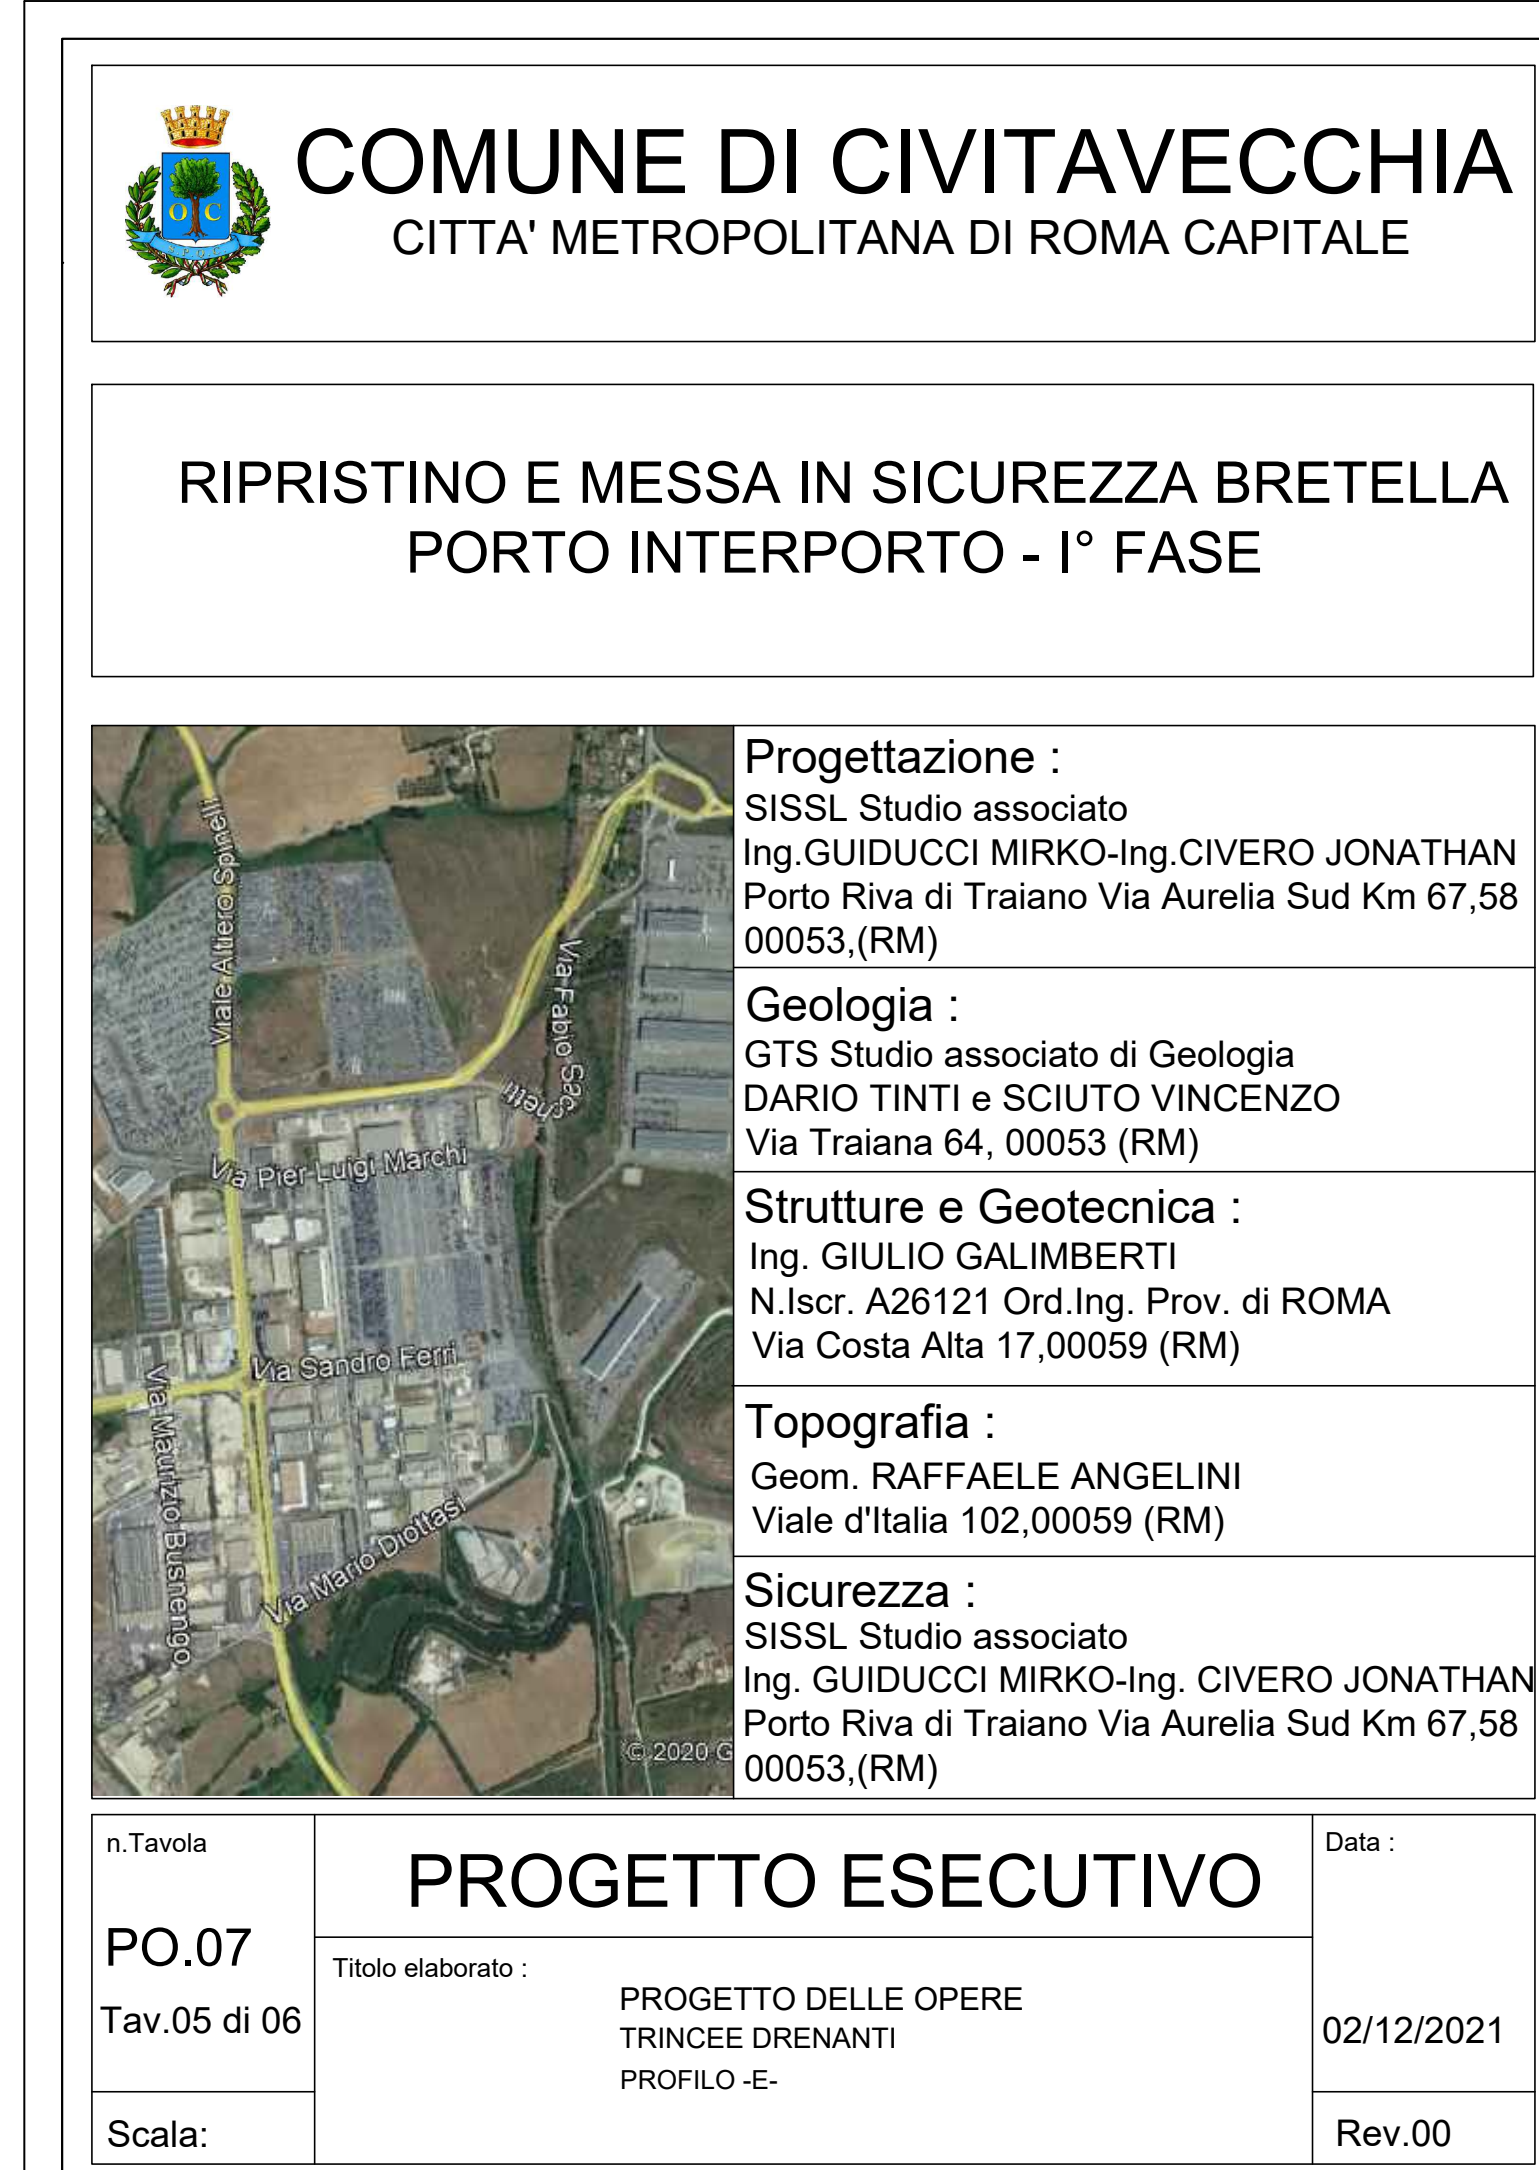 COMUNE DI CIVITAVECCHIA
CITTA' METROPOLITANA DI ROMA CAPITALE
O C
S.P.Q.C.
RIPRISTINO E MESSA IN SICUREZZA BRETELLA
PORTO INTERPORTO - I° FASE
Viale Altiero Spinelli
Via Fabio Sacchetti
Via Pier Luigi Marchi
Via Sandro Ferri
Via Maurizio Busnengo
Via Mario Diottasi
© 2020 G
Progettazione :
SISSL Studio associato
Ing.GUIDUCCI MIRKO-Ing.CIVERO JONATHAN
Porto Riva di Traiano Via Aurelia Sud Km 67,58
00053,(RM)
Geologia :
GTS Studio associato di Geologia
DARIO TINTI e SCIUTO VINCENZO
Via Traiana 64, 00053 (RM)
Strutture e Geotecnica :
Ing. GIULIO GALIMBERTI
N.Iscr. A26121 Ord.Ing. Prov. di ROMA
Via Costa Alta 17,00059 (RM)
Topografia :
Geom. RAFFAELE ANGELINI
Viale d'Italia 102,00059 (RM)
Sicurezza :
SISSL Studio associato
Ing. GUIDUCCI MIRKO-Ing. CIVERO JONATHAN
Porto Riva di Traiano Via Aurelia Sud Km 67,58
00053,(RM)
n.Tavola
PO.07
Tav.05 di 06
Scala:
PROGETTO ESECUTIVO
Titolo elaborato :
PROGETTO DELLE OPERE
TRINCEE DRENANTI
PROFILO -E-
Data :
02/12/2021
Rev.00